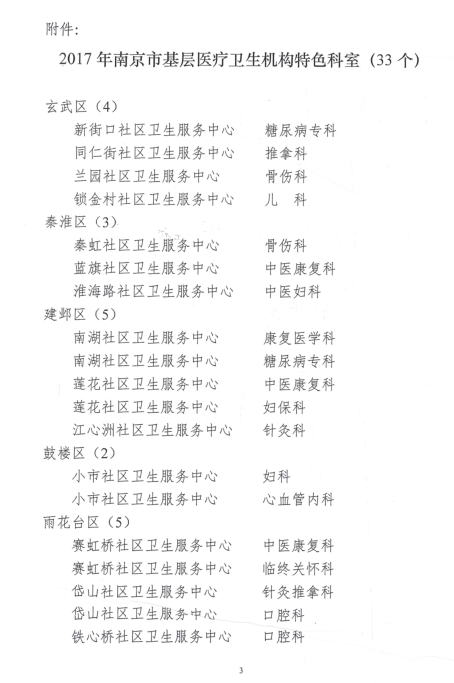 附件：
2017 年南京市基层医疗卫生机构特色科室（33 个）
玄武区（4）
新街口社区卫生服务中心 糖尿病专科
同仁街社区卫生服务中心 推拿科
兰园社区卫生服务中心 骨伤科
锁金村社区卫生服务中心 儿 科
秦淮区（3）
秦虹社区卫生服务中心 骨伤科
蓝旗社区卫生服务中心 中医康复科
淮海路社区卫生服务中心 中医妇科
建邺区（5）
南湖社区卫生服务中心 康复医学科
南湖社区卫生服务中心 糖尿病专科
莲花社区卫生服务中心 中医康复科
莲花社区卫生服务中心 妇保科
江心洲社区卫生服务中心 针灸科
鼓楼区（2）
小市社区卫生服务中心 妇科
小市社区卫生服务中心 心血管内科
雨花台区（5）
赛虹桥社区卫生服务中心 中医康复科
赛虹桥社区卫生服务中心 临终关怀科
岱山社区卫生服务中心 针灸推拿科
岱山社区卫生服务中心 口腔科
铁心桥社区卫生服务中心 口腔科
3